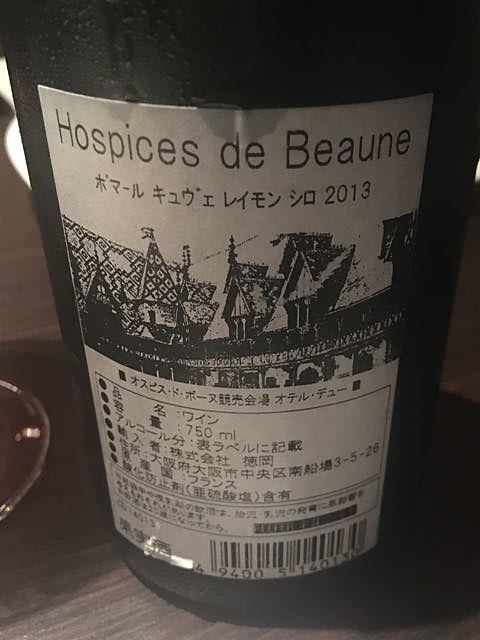 Hospices de Beaune
ポマール キュヴェ レイモン シロ 2013
■ オスピス・ド・ボーヌ競売会場 オテル・デュー ■
●品 名:ワイン
●容 量:750 ml
●アルコール分:表ラベルに記載
●輸入者:株式会社 徳岡
●住所:大阪府大阪市中央区南船場3-5-26
●原産国:フランス
●酸化防止剤(亜硫酸塩)含有
4 9400 5 14013